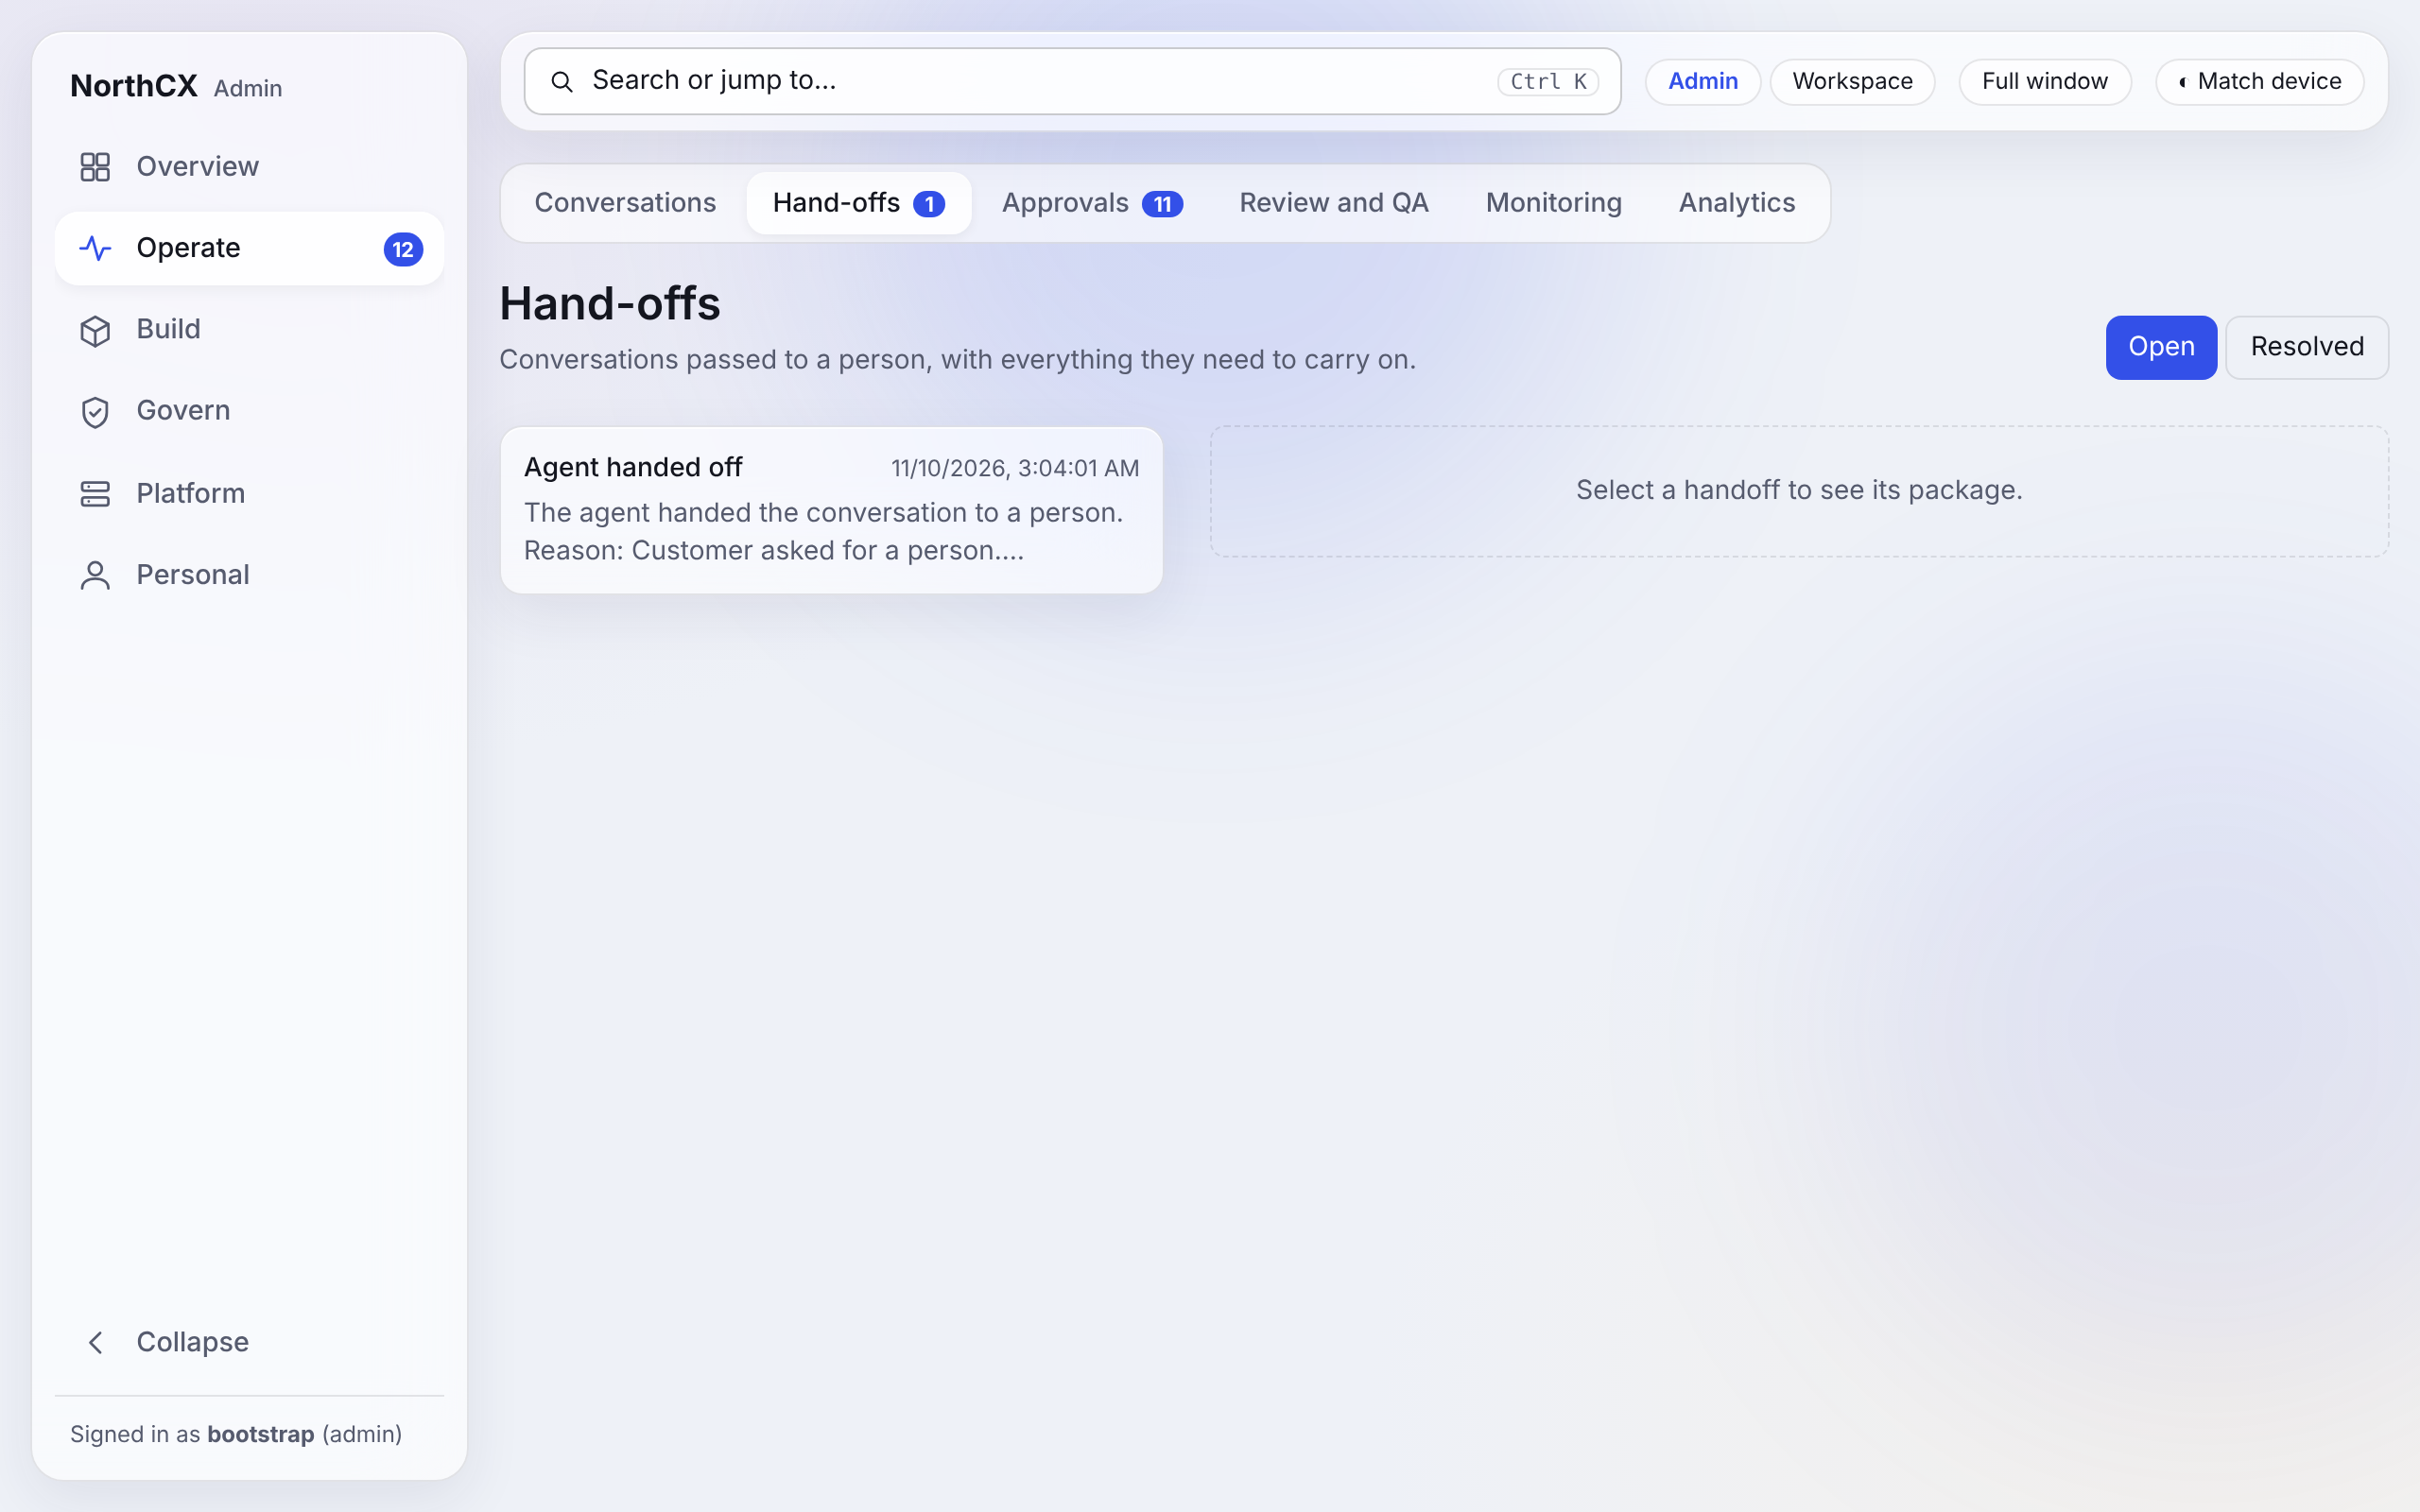 NorthCX Admin
Overview
Operate 12
Build
Govern
Platform
Personal
Collapse
Signed in as bootstrap (admin)
Search or jump to... Ctrl K
Admin
Workspace
Full window
Match device
Conversations
Hand-offs 1
Approvals 11
Review and QA
Monitoring
Analytics
Hand-offs
Conversations passed to a person, with everything they need to carry on.
Open
Resolved
Agent handed off 11/10/2026, 3:04:01 AM
The agent handed the conversation to a person.
Reason: Customer asked for a person....
Select a handoff to see its package.